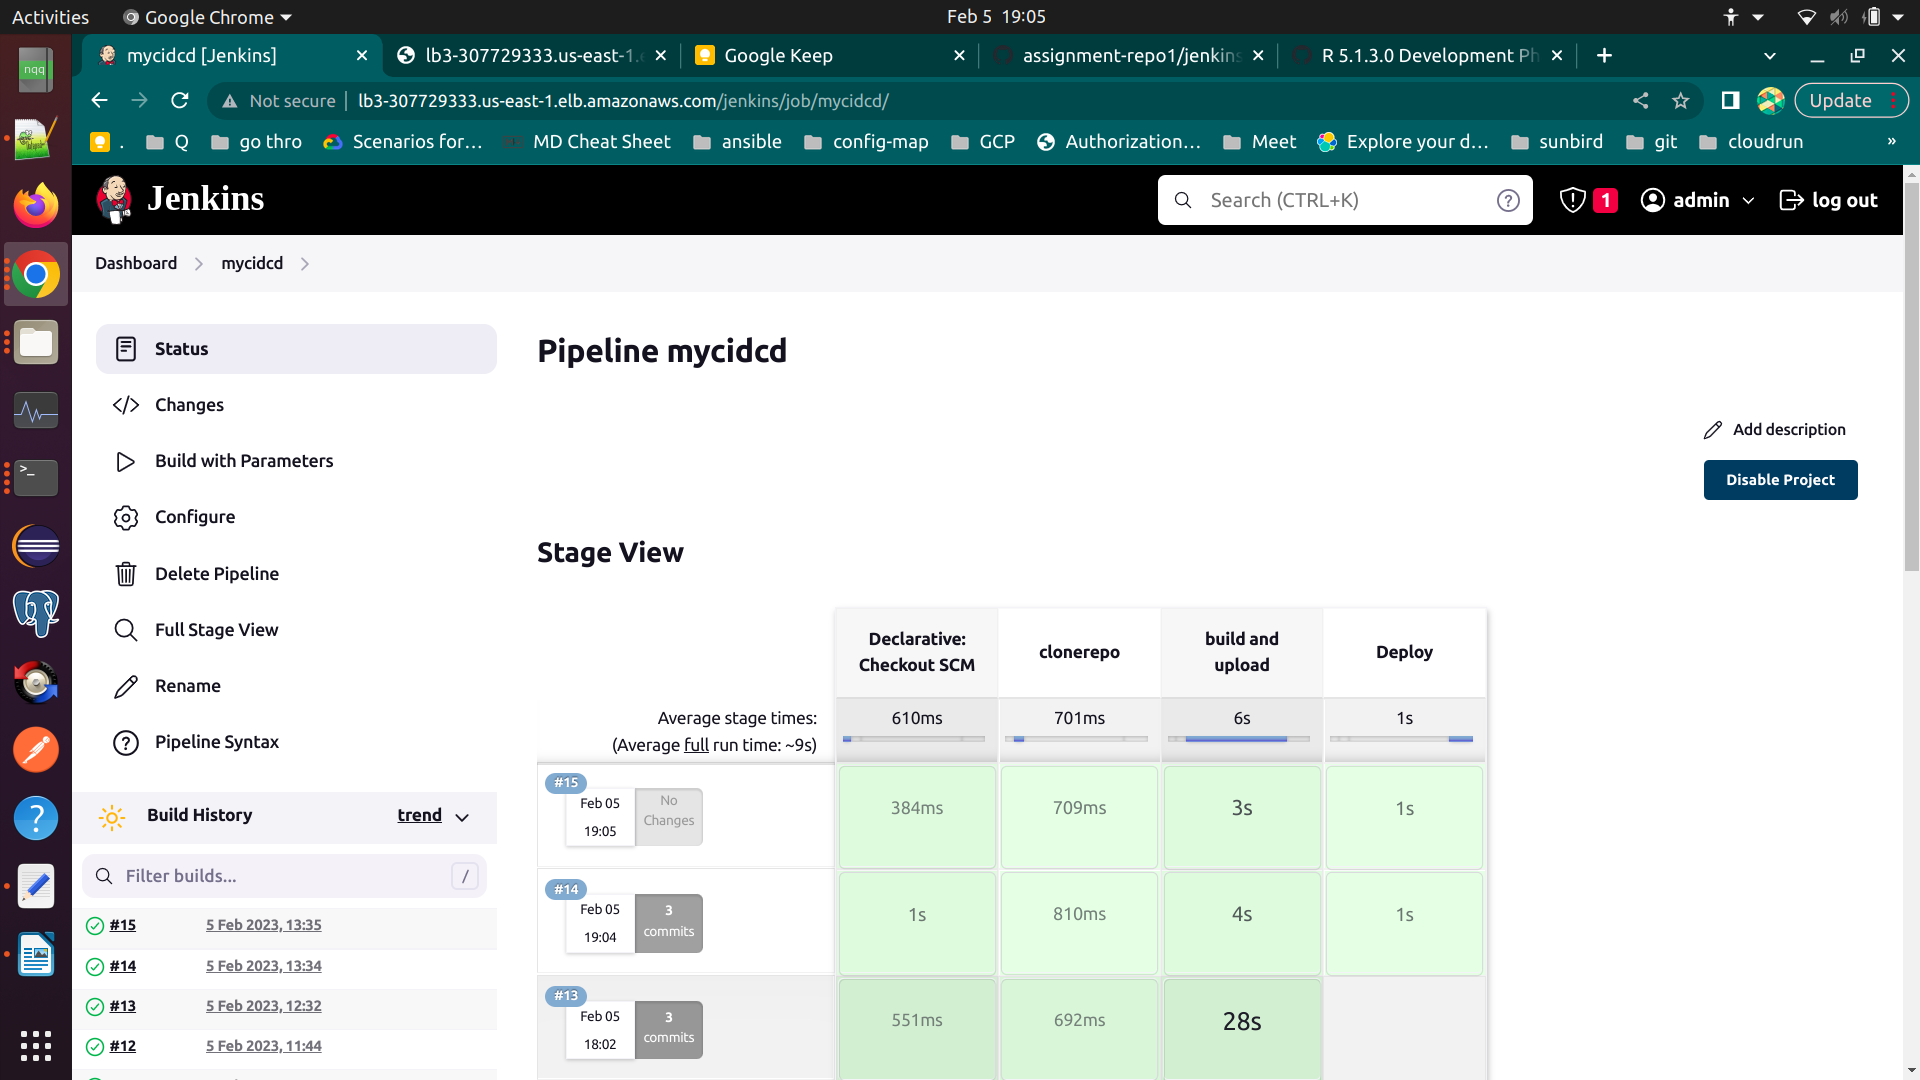 Activities
Google Chrome
Feb 5 19:05
nqq
mycidcd [Jenkins]
lb3-307729333.us-east-1.
Google Keep
assignment-repo1/jenkins
R 5.1.3.0 Development Ph
Not secure
lb3-307729333.us-east-1.elb.amazonaws.com/jenkins/job/mycidcd/
Update
.
Q
go thro
Scenarios for...
MD Cheat Sheet
ansible
config-map
GCP
Authorization...
Meet
Explore your d...
sunbird
git
cloudrun
»
Jenkins
Search (CTRL+K)
1
admin
log out
Dashboard
mycidcd
Status
Changes
Build with Parameters
Configure
Delete Pipeline
Full Stage View
Rename
Pipeline Syntax
Build History
trend
Filter builds...
/
#15
5 Feb 2023, 13:35
#14
5 Feb 2023, 13:34
#13
5 Feb 2023, 12:32
#12
5 Feb 2023, 11:44
Pipeline mycidcd
Add description
Disable Project
Stage View
Declarative:
Checkout SCM
clonerepo
build and
upload
Deploy
Average stage times:
(Average full run time: ~9s)
610ms
701ms
6s
1s
#15
Feb 05
19:05
No
Changes
384ms
709ms
3s
1s
#14
Feb 05
19:04
3
commits
1s
810ms
4s
1s
#13
Feb 05
18:02
3
commits
551ms
692ms
28s